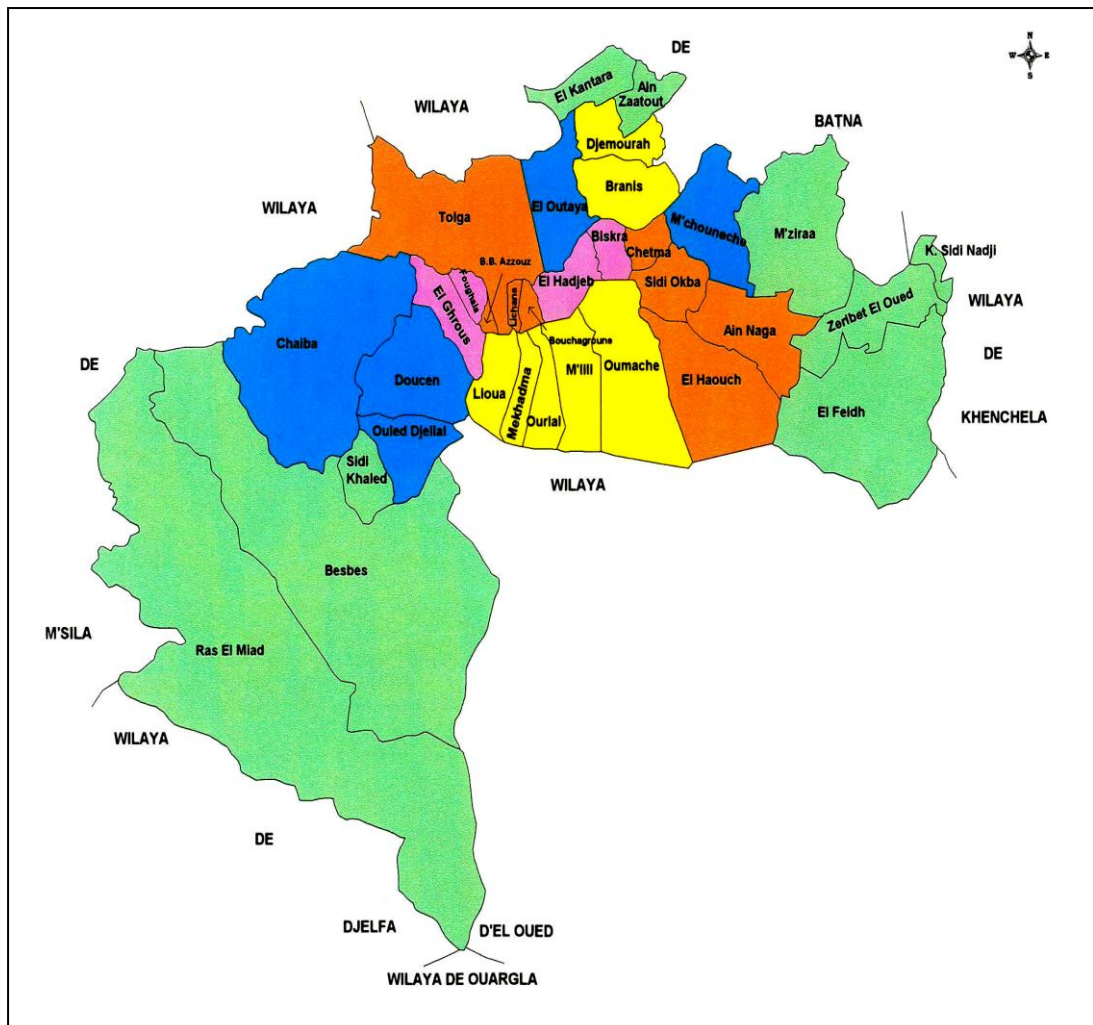 DE
N
W E
S
El Kantara
Ain
Zaatout
WILAYA
BATNA
Djemourah
Branis
WILAYA
Tolga
El Outaya
M'chouneche
M'ziraa
Biskra
Chetma
K. Sidi Nadji
B.B. Azzouz
Foughala
El Hadjeb
Sidi Okba
WILAYA
El Ghrous
Lichana
Zeribet El Oued
Ain Naga
Chaiba
Bouchagroune
DE
DE
Doucen
Lioua
Mekhadma
M'lili
Oumache
El Haouch
El Feidh
KHENCHELA
Ourlal
Ouled Djellal
Sidi
Khaled
WILAYA
Besbes
M'SILA
Ras El Miad
WILAYA
DE
DJELFA
D'EL OUED
WILAYA DE OUARGLA